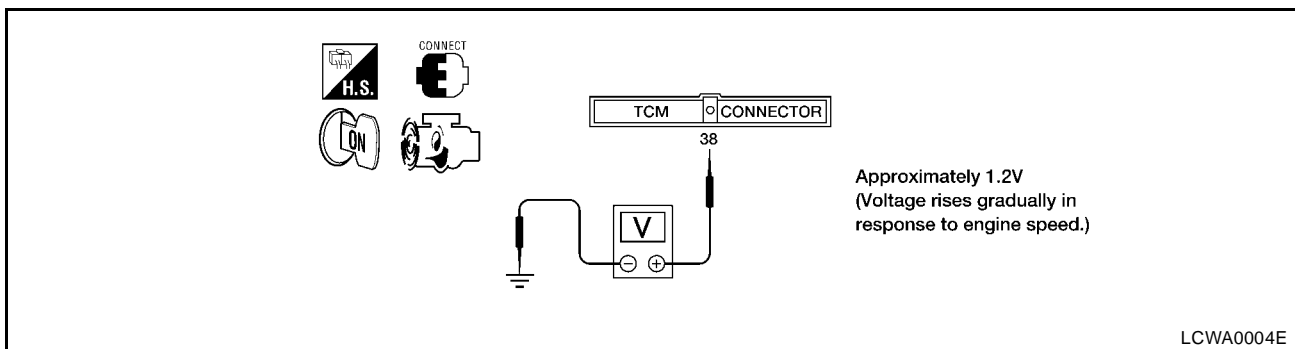 CONNECT
H.S.
ON
TCM CONNECTOR
38
V
Approximately 1.2V
(Voltage rises gradually in
response to engine speed.)
LCWA0004E